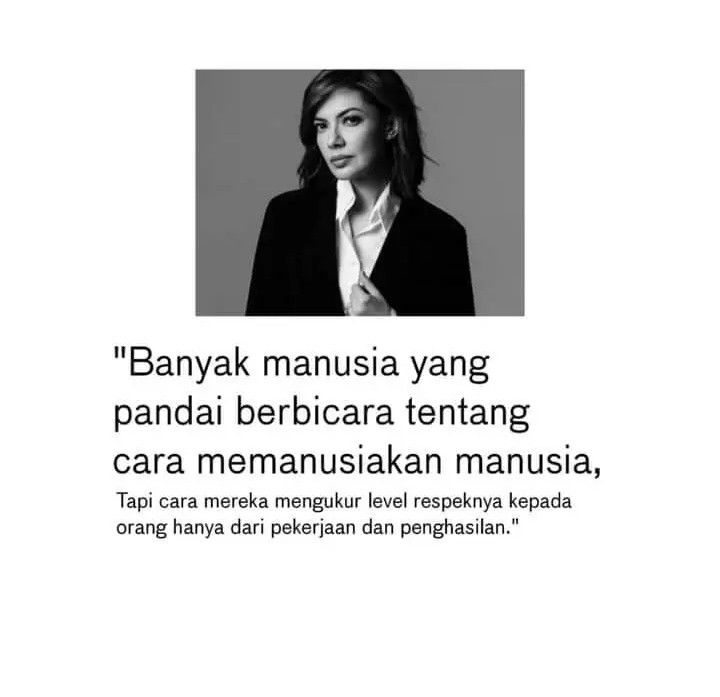 "Banyak manusia yang
pandai berbicara tentang
cara memanusiakan manusia,
Tapi cara mereka mengukur level respeknya kepada
orang hanya dari pekerjaan dan penghasilan."